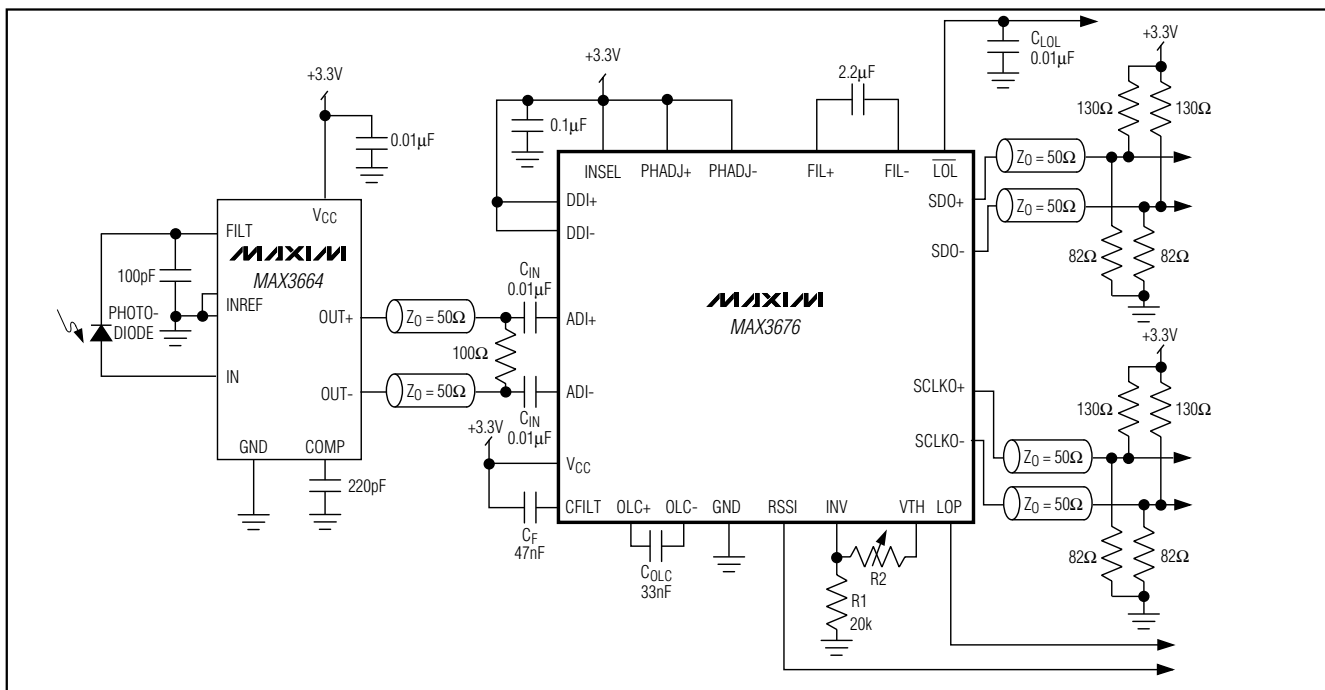 +3.3V
0.01µF
VCC
FILT
MAXIM
MAX3664
100pF
INREF
PHOTO-
DIODE
OUT+
IN
OUT-
GND
COMP
220pF
Z0 = 50Ω
Z0 = 50Ω
100Ω
CIN
0.01µF
CIN
0.01µF
+3.3V
0.1µF
2.2µF
CLOL
0.01µF
INSEL
PHADJ+
PHADJ-
FIL+
FIL-
LOL
DDI+
DDI-
ADI+
ADI-
+3.3V
VCC
CFILT
CF
47nF
MAXIM
MAX3676
SDO+
SDO-
SCLKO+
SCLKO-
OLC+
OLC-
GND
RSSI
INV
VTH
LOP
COLC
33nF
R2
R1
20k
+3.3V
130Ω
130Ω
Z0 = 50Ω
Z0 = 50Ω
82Ω
82Ω
+3.3V
130Ω
130Ω
Z0 = 50Ω
Z0 = 50Ω
82Ω
82Ω